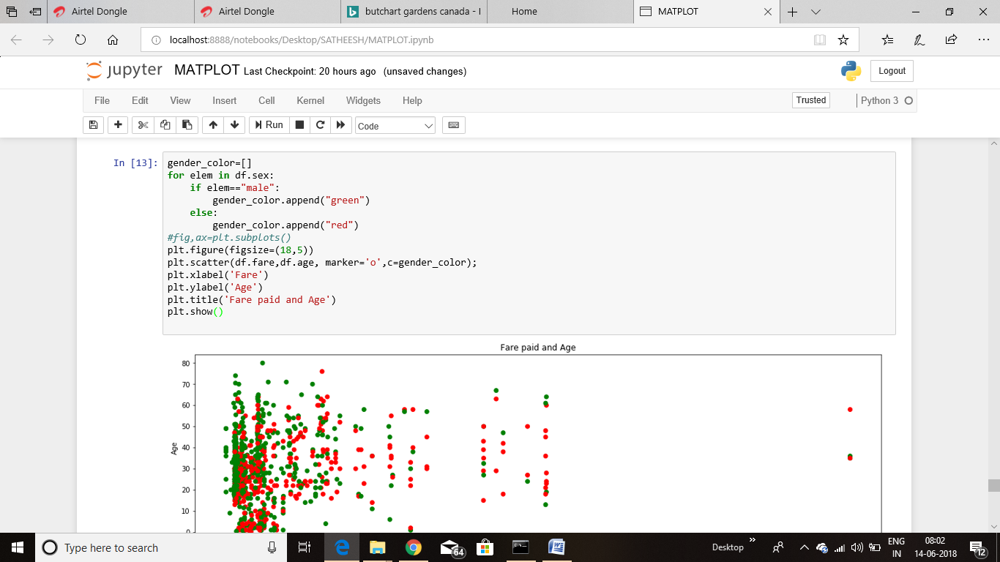 Airtel Dongle
Airtel Dongle
butchart gardens canada - I
Home
MATPLOT
localhost:8888/notebooks/Desktop/SATHEESH/MATPLOT.ipynb
jupyter MATPLOT Last Checkpoint: 20 hours ago (unsaved changes)
Logout
File Edit View Insert Cell Kernel Widgets Help
Trusted
Python 3
Run
Code
In [13]:
gender_color=[]
for elem in df.sex:
    if elem=="male":
        gender_color.append("green")
    else:
        gender_color.append("red")
#fig,ax=plt.subplots()
plt.figure(figsize=(18,5))
plt.scatter(df.fare,df.age, marker='o',c=gender_color);
plt.xlabel('Fare')
plt.ylabel('Age')
plt.title('Fare paid and Age')
plt.show()
Fare paid and Age
80
70
60
50
40
30
20
10
0
Age
Type here to search
64
Desktop
ENG
IN
08:02
14-06-2018
12